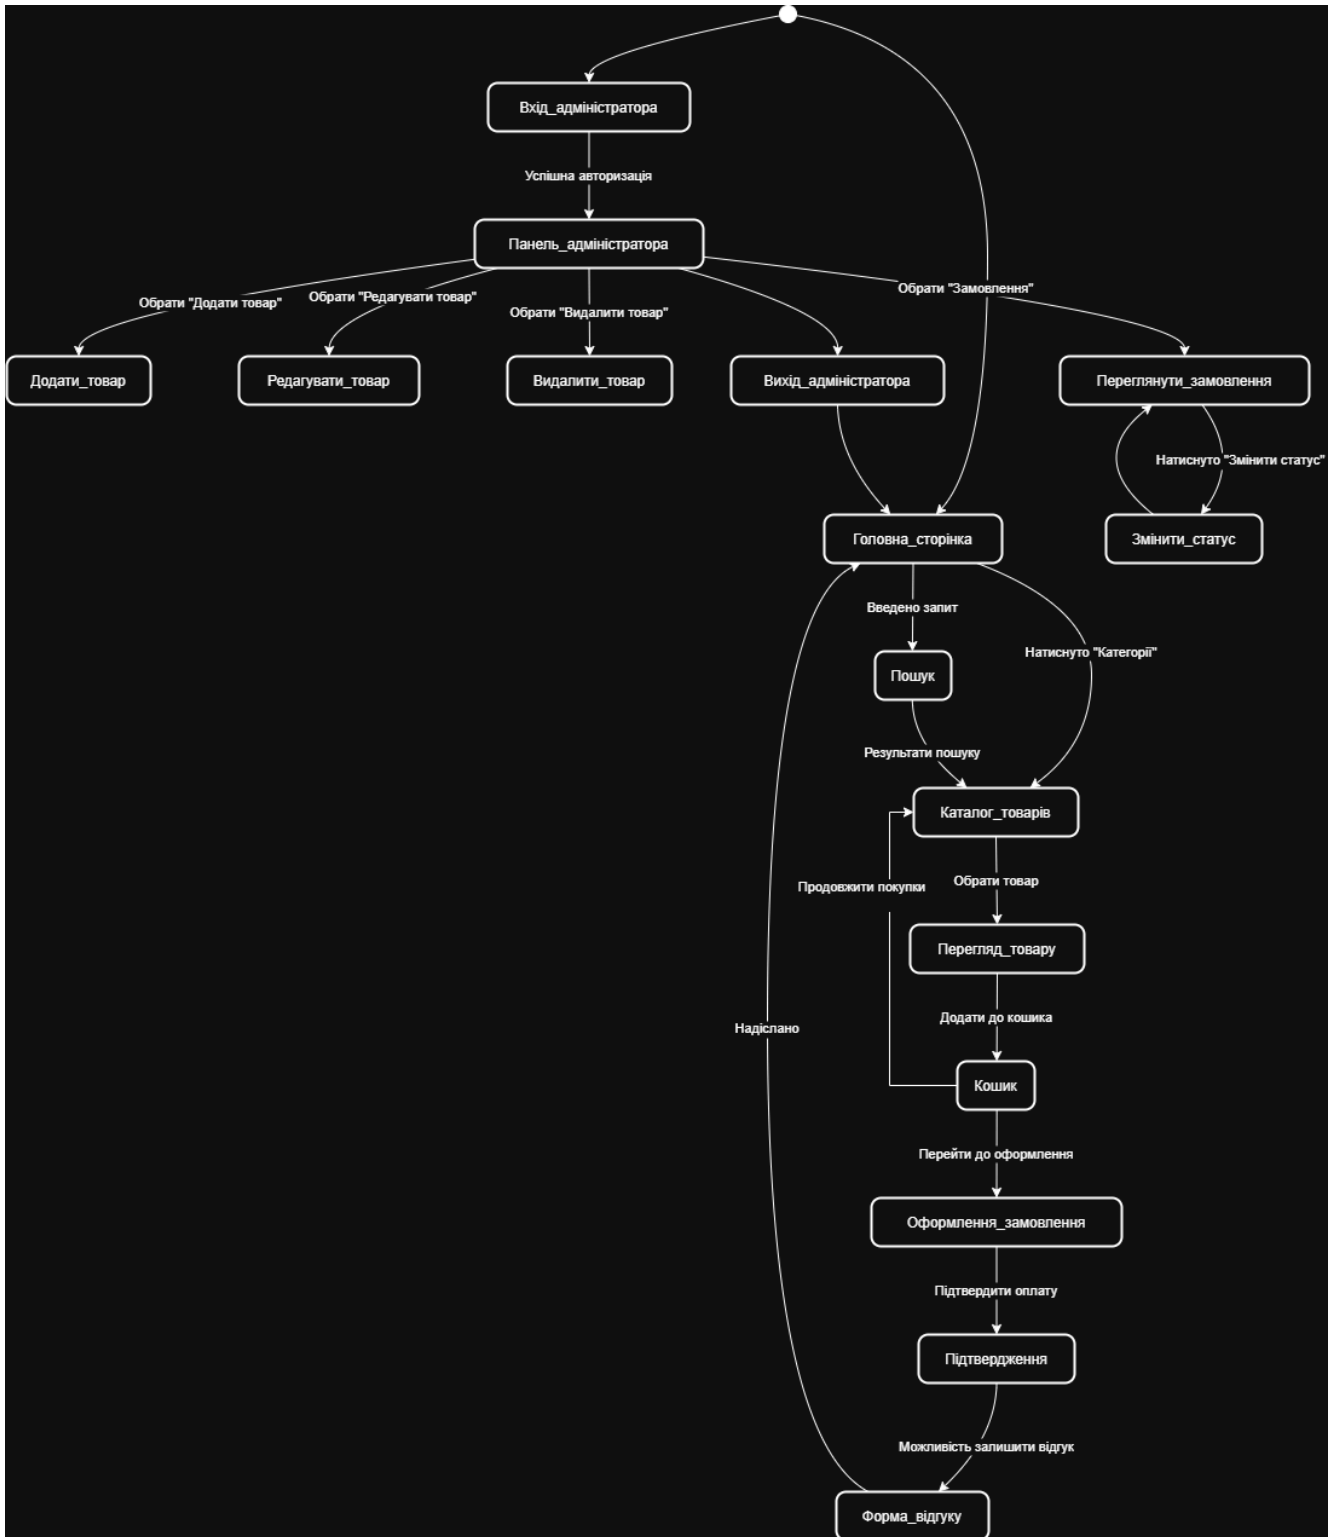 Вхід_адміністратора
Успішна авторизація
Панель_адміністратора
Обрати "Замовлення"
Обрати "Додати товар"
Обрати "Редагувати товар"
Обрати "Видалити товар"
Додати_товар
Редагувати_товар
Видалити_товар
Вихід_адміністратора
Переглянути_замовлення
Натиснуто "Змінити статус"
Головна_сторінка
Змінити_статус
Введено запит
Натиснуто "Категорії"
Пошук
Результати пошуку
Каталог_товарів
Продовжити покупки
Обрати товар
Перегляд_товару
Додати до кошика
Надіслано
Кошик
Перейти до оформлення
Оформлення_замовлення
Підтвердити оплату
Підтвердження
Можливість залишити відгук
Форма_відгуку